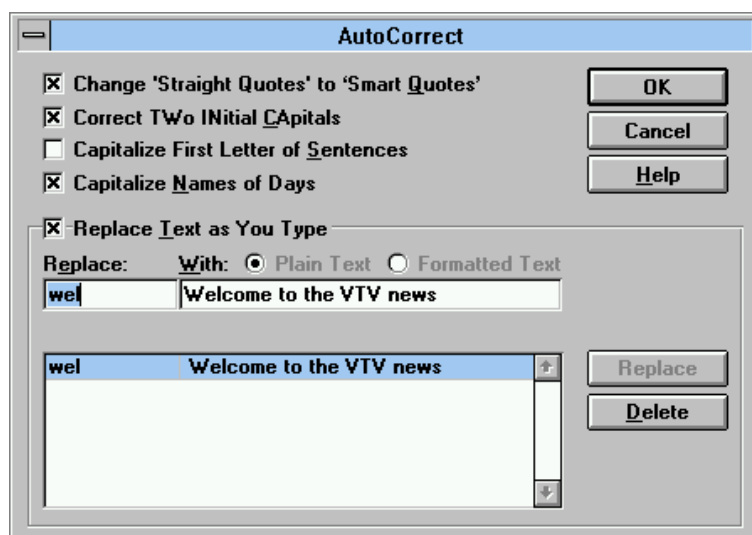 AutoCorrect
Change 'Straight Quotes' to ‘Smart Quotes’
OK
Correct TWo INitial CApitals
Cancel
Capitalize First Letter of Sentences
Help
Capitalize Names of Days
Replace Text as You Type
Replace: With: Plain Text Formatted Text
wel Welcome to the VTV news
wel Welcome to the VTV news
Replace
Delete